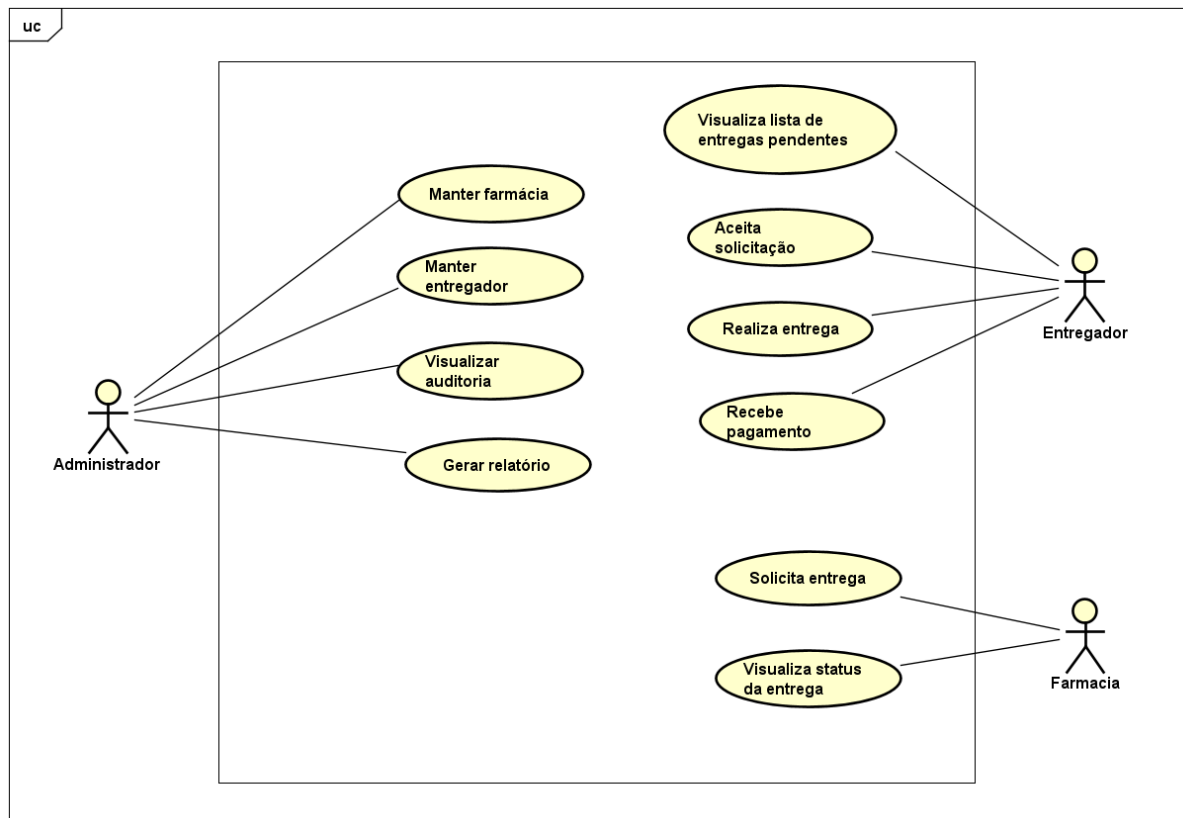 uc
Visualiza lista de
entregas pendentes
Manter farmácia
Aceita
solicitação
Manter
entregador
Realiza entrega
Entregador
Visualizar
auditoria
Recebe
pagamento
Administrador
Gerar relatório
Solicita entrega
Visualiza status
da entrega
Farmacia